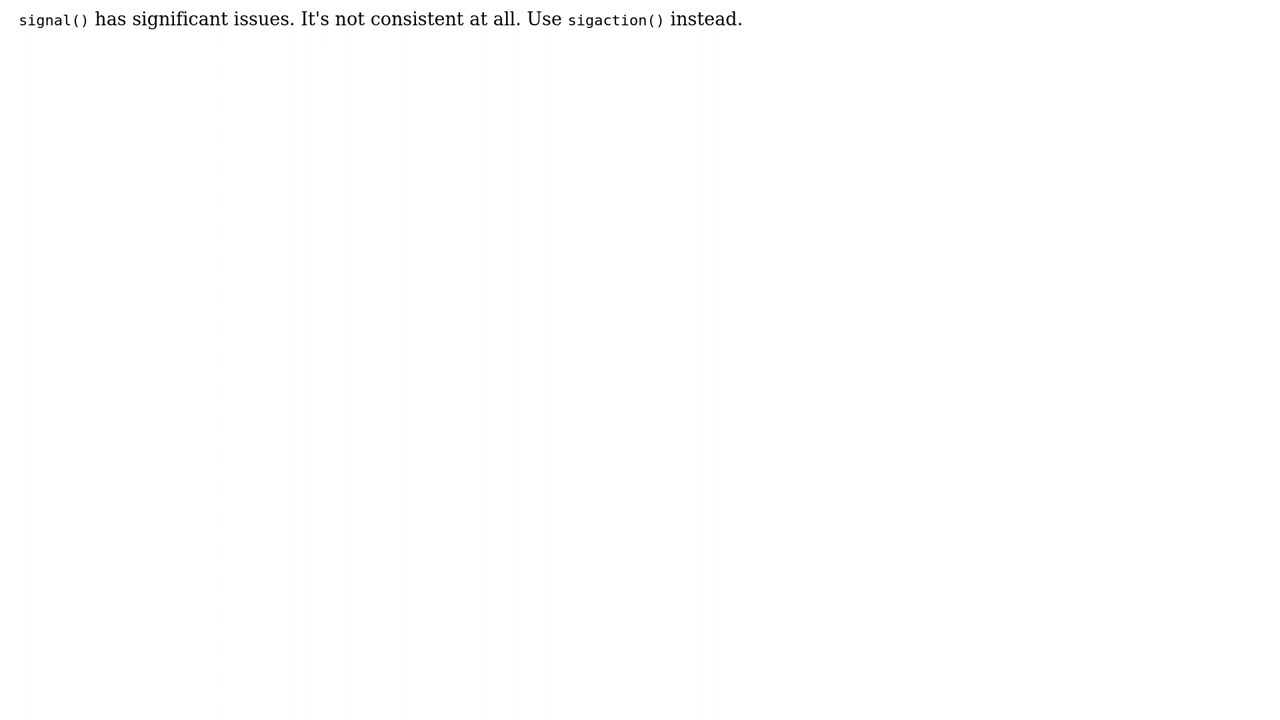 signal() has significant issues. It's not consistent at all. Use sigaction() instead.